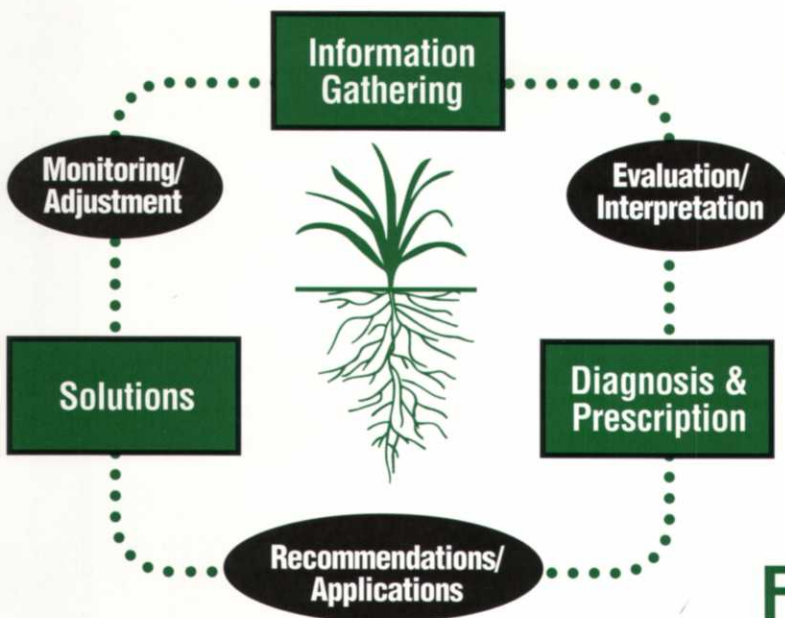 Information
Gathering
Monitoring/
Adjustment
Evaluation/
Interpretation
Solutions
Diagnosis &
Prescription
Recommendations/
Applications